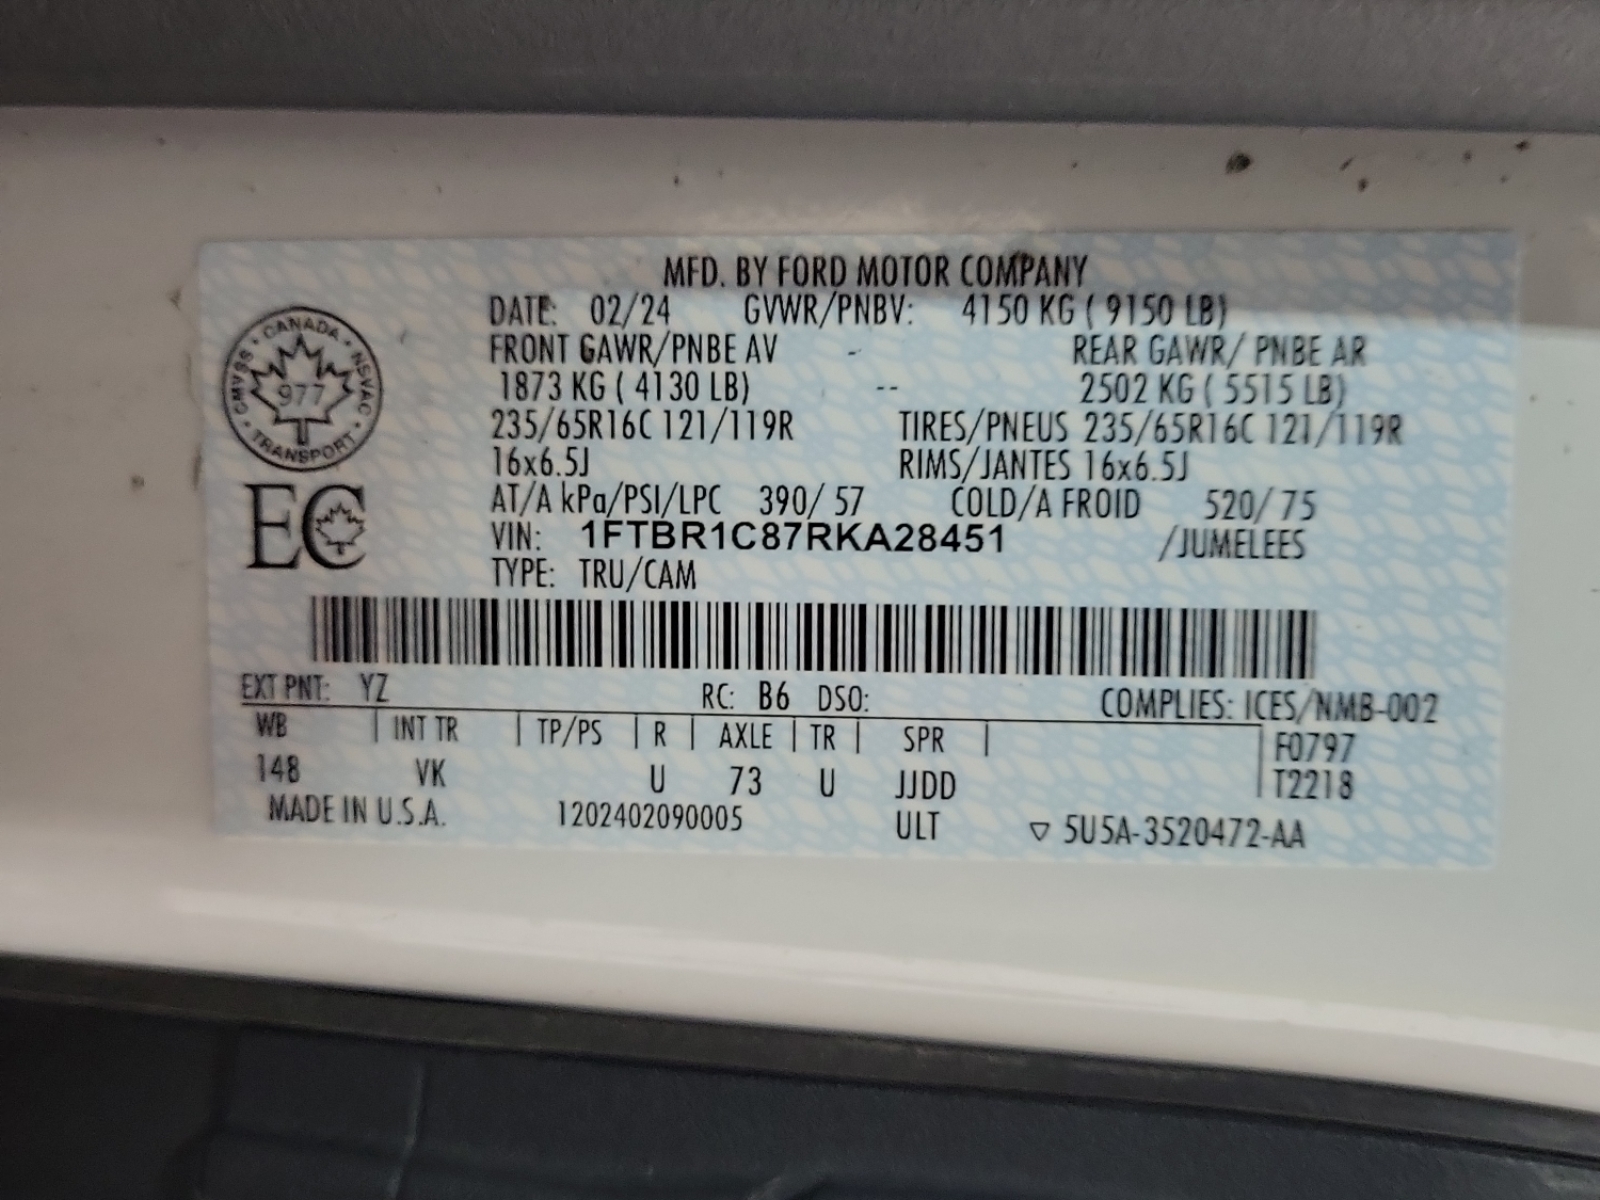 MFD. BY FORD MOTOR COMPANY
DATE: 02/24 GVWR/PNBV: 4150 KG ( 9150 LB)
FRONT GAWR/PNBE AV - REAR GAWR/ PNBE AR
1873 KG ( 4130 LB) -- 2502 KG ( 5515 LB)
235/65R16C 121/119R TIRES/PNEUS 235/65R16C 121/119R
16x6.5J RIMS/JANTES 16x6.5J
AT/A kPa/PSI/LPC 390/ 57 COLD/A FROID 520/ 75
VIN: 1FTBR1C87RKA28451 /JUMELEES
TYPE: TRU/CAM
CANADA
CMVSS · NSVAC
977
TRANSPORT
EC
EXT PNT: YZ RC: B6 DSO: COMPLIES: ICES/NMB-002
WB | INT TR | TP/PS | R | AXLE | TR | SPR | F0797
148 VK U 73 U JJDD T2218
MADE IN U.S.A. 1202402090005 ULT ▽ 5U5A-3520472-AA